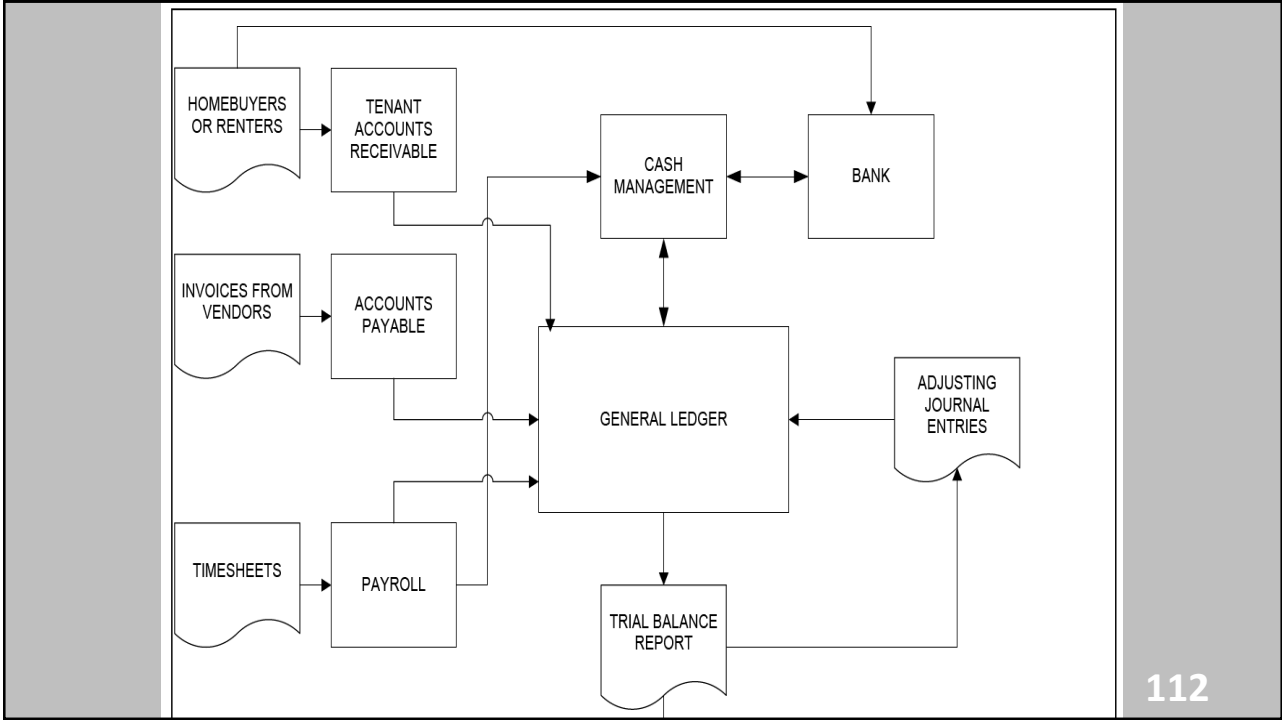 HOMEBUYERS
OR RENTERS
TENANT
ACCOUNTS
RECEIVABLE
CASH
MANAGEMENT
BANK
INVOICES FROM
VENDORS
ACCOUNTS
PAYABLE
GENERAL LEDGER
ADJUSTING
JOURNAL
ENTRIES
TIMESHEETS
PAYROLL
TRIAL BALANCE
REPORT
112